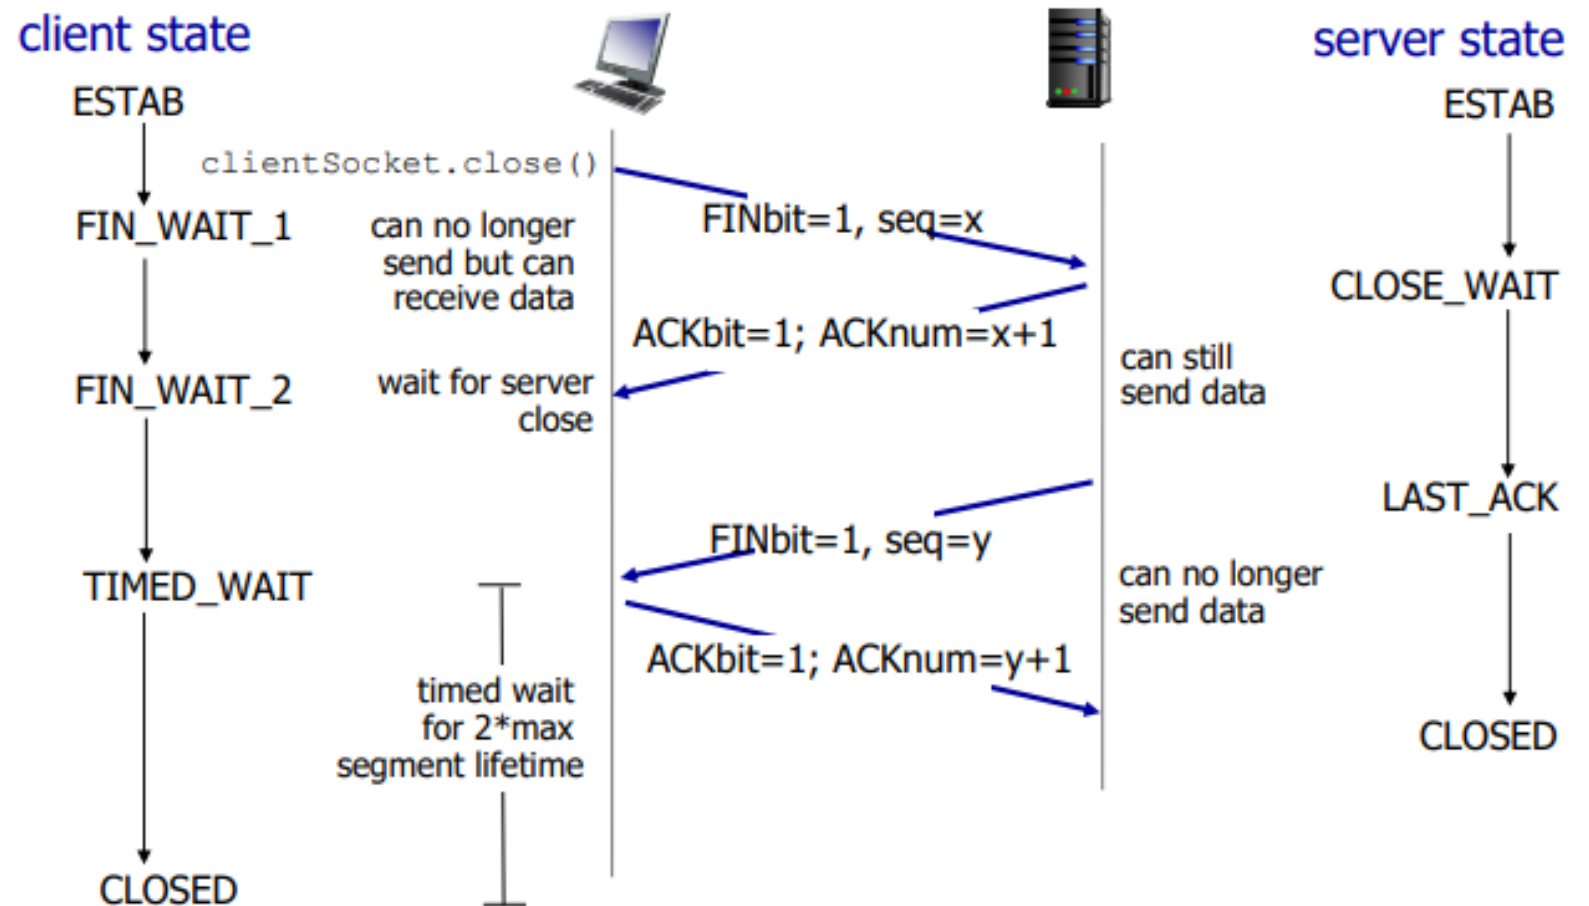 client state
server state
ESTAB
ESTAB
clientSocket.close()
FINbit=1, seq=x
FIN_WAIT_1
can no longer
send but can
receive data
CLOSE_WAIT
ACKbit=1; ACKnum=x+1
can still
send data
FIN_WAIT_2
wait for server
close
LAST_ACK
FINbit=1, seq=y
TIMED_WAIT
can no longer
send data
ACKbit=1; ACKnum=y+1
timed wait
for 2*max
segment lifetime
CLOSED
CLOSED